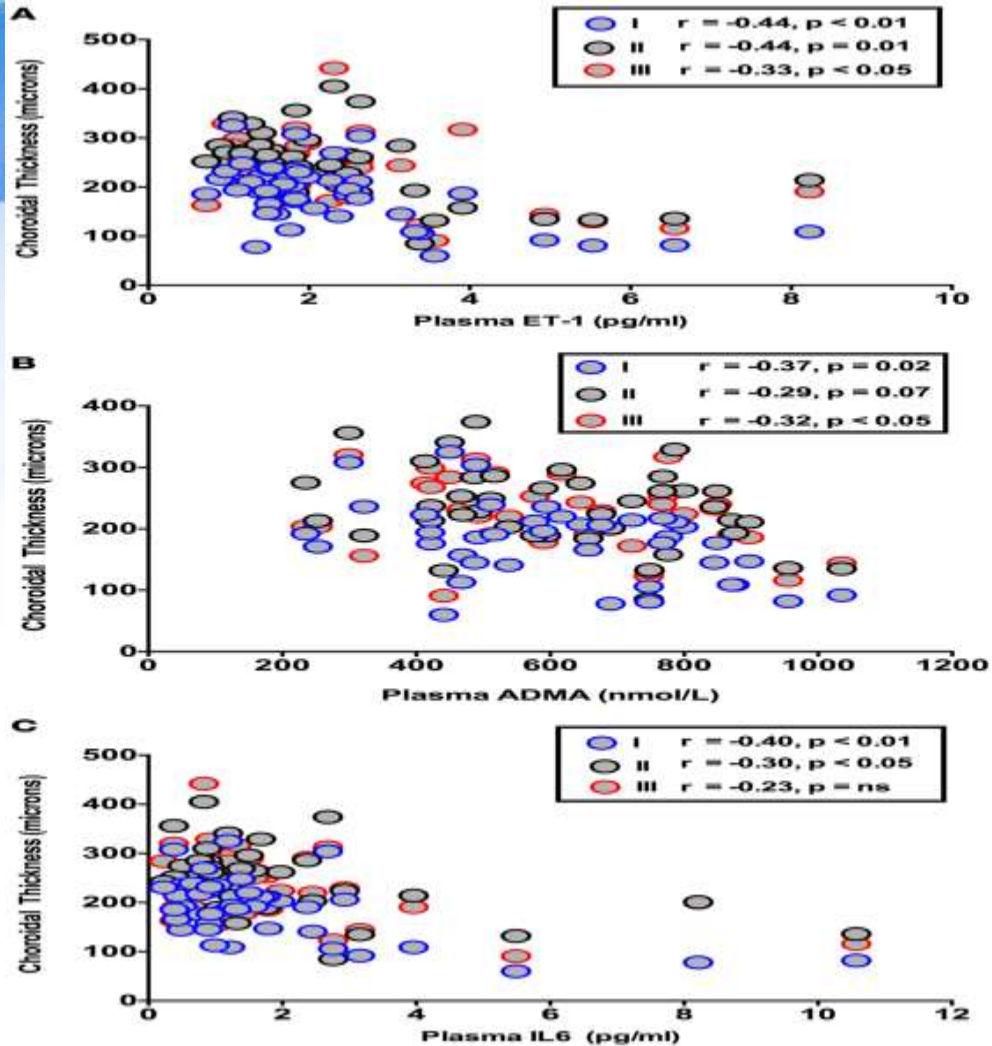 A
I r = -0.44, p < 0.01
II r = -0.44, p = 0.01
III r = -0.33, p < 0.05
Choroidal Thickness (microns)
500
400
300
200
100
0
0 2 4 6 8 10
Plasma ET-1 (pg/ml)
B
I r = -0.37, p = 0.02
II r = -0.29, p = 0.07
III r = -0.32, p < 0.05
Choroidal Thickness (microns)
400
300
200
100
0
0 200 400 600 800 1000 1200
Plasma ADMA (nmol/L)
C
I r = -0.40, p < 0.01
II r = -0.30, p < 0.05
III r = -0.23, p = ns
Choroidal Thickness (microns)
500
400
300
200
100
0
0 2 4 6 8 10 12
Plasma IL6 (pg/ml)